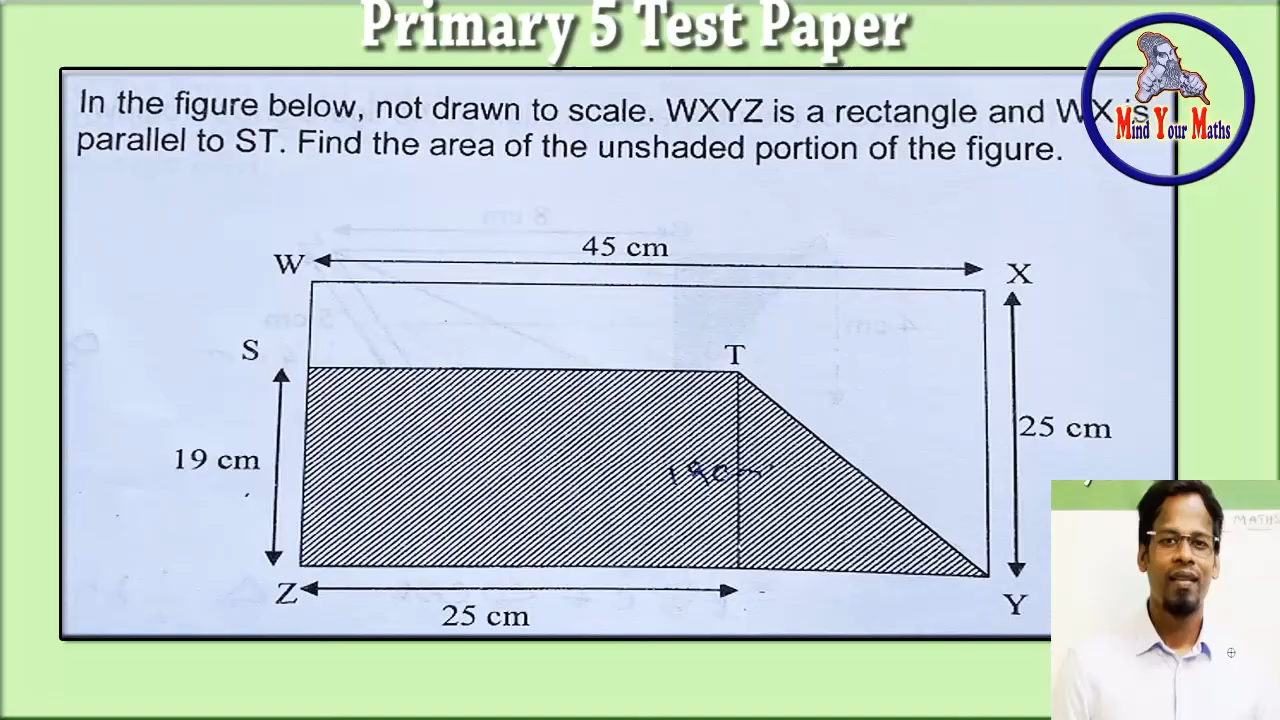 Primary 5 Test Paper
In the figure below, not drawn to scale. WXYZ is a rectangle and WX is
parallel to ST. Find the area of the unshaded portion of the figure.
Mind Your Maths
45 cm
W
X
S
T
25 cm
19 cm
19cm
Z
Y
25 cm
MATHS